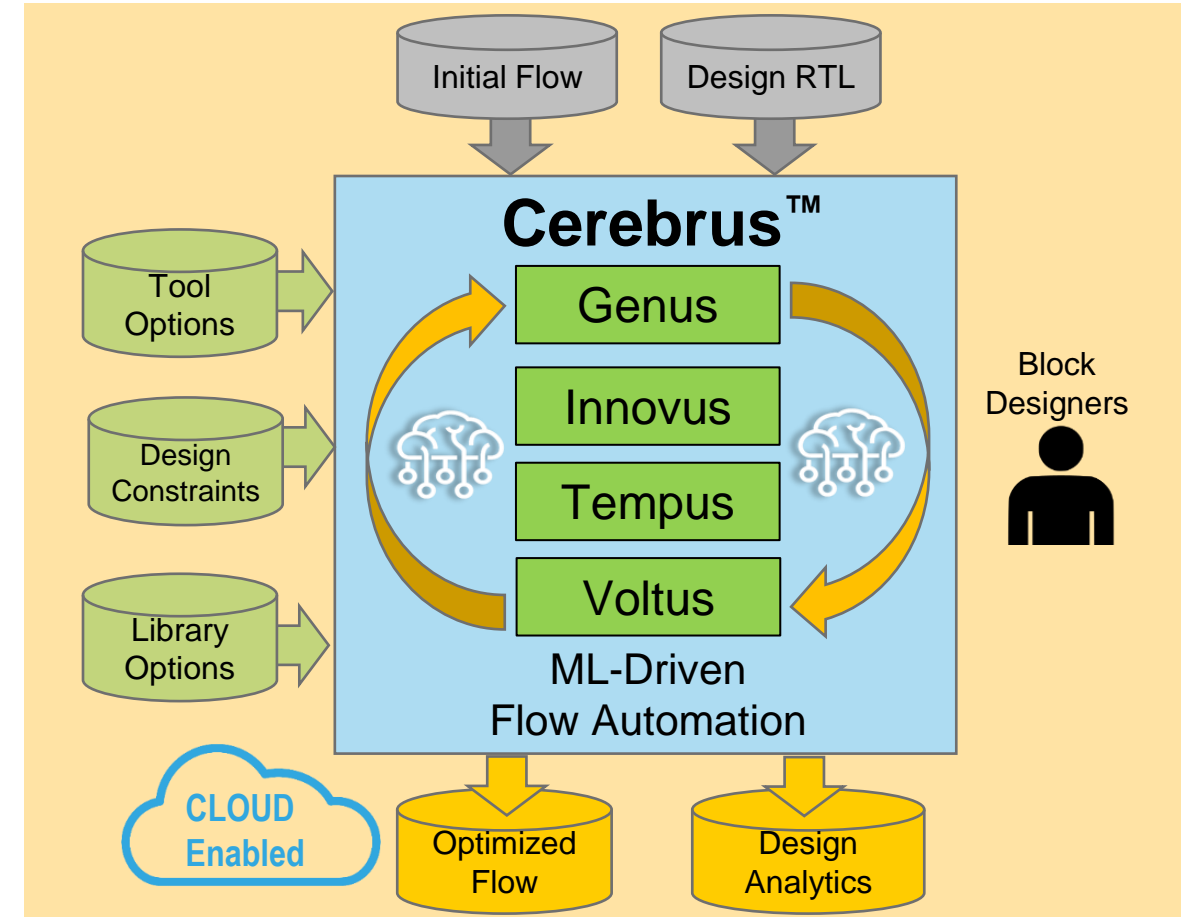 Initial Flow
Design RTL
Cerebrus™
Tool
Options
Genus
Block
Designers
Innovus
Design
Constraints
Tempus
Voltus
Library
Options
ML-Driven
Flow Automation
CLOUD
Enabled
Optimized
Flow
Design
Analytics